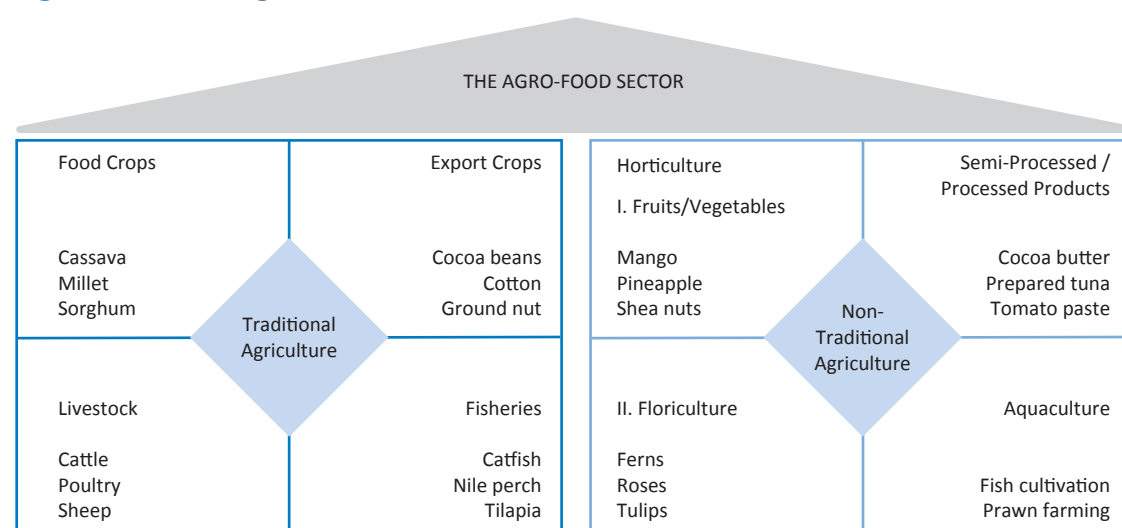 THE AGRO-FOOD SECTOR
Food Crops
Cassava
Millet
Sorghum
Export Crops
Cocoa beans
Cotton
Ground nut
Traditional
Agriculture
Livestock
Cattle
Poultry
Sheep
Fisheries
Catfish
Nile perch
Tilapia
Horticulture
I. Fruits/Vegetables
Mango
Pineapple
Shea nuts
Semi-Processed /
Processed Products
Cocoa butter
Prepared tuna
Tomato paste
Non-
Traditional
Agriculture
II. Floriculture
Ferns
Roses
Tulips
Aquaculture
Fish cultivation
Prawn farming